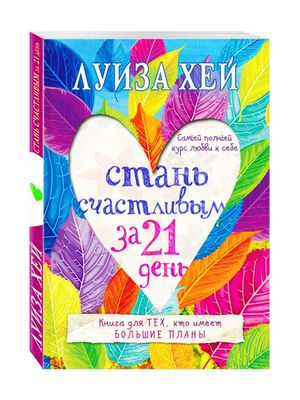 ЛУИЗА ХЕЙ
Самый полный
курс любви к себе
стань
счастливым
за 21
день
Книга для ТЕХ, кто имеет
БОЛЬШИЕ ПЛАНЫ
СТАНЬ СЧАСТЛИВЫМ за 21 день
ЛУИЗА ХЕЙ